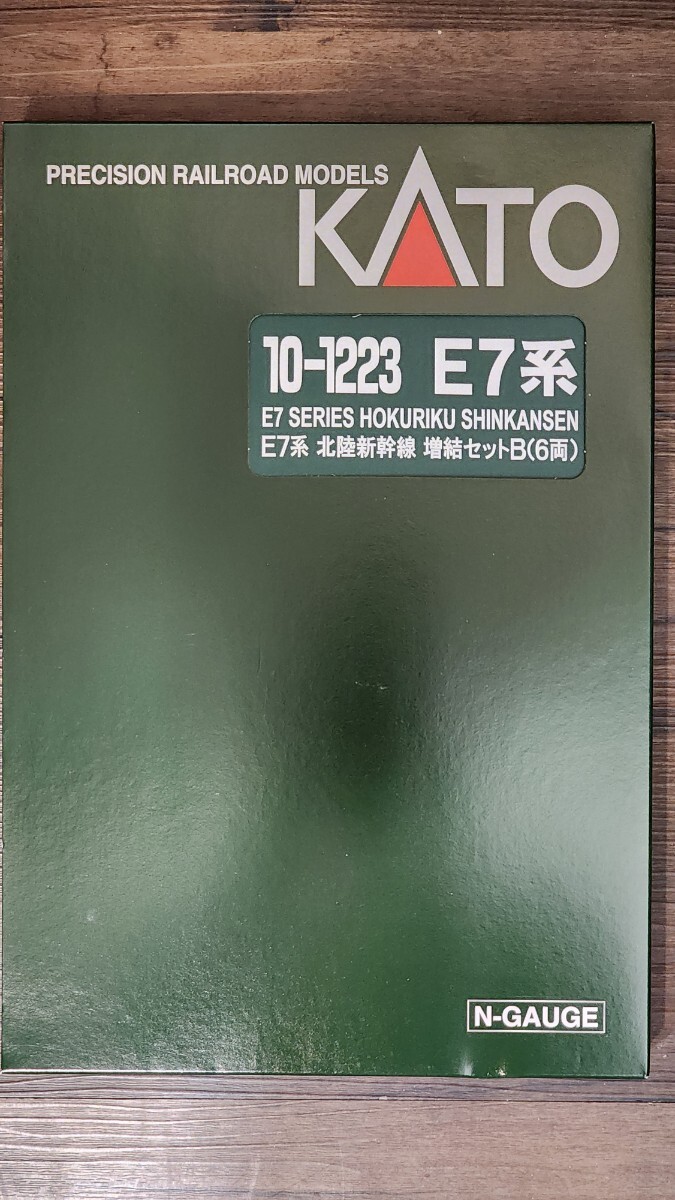 PRECISION RAILROAD MODELS
KATO
10-1223 E7系
E7 SERIES HOKURIKU SHINKANSEN
E7系 北陸新幹線 増結セットB(6両)
N-GAUGE